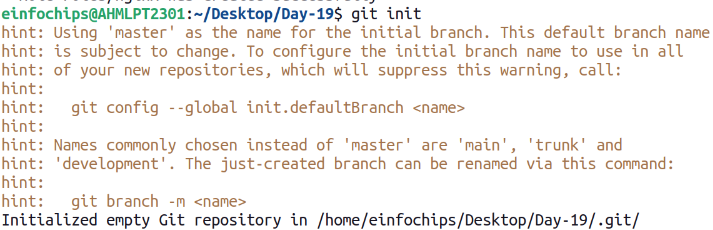 einfochips@AHMLPT2301:~/Desktop/Day-19$ git init
hint: Using 'master' as the name for the initial branch. This default branch name
hint: is subject to change. To configure the initial branch name to use in all
hint: of your new repositories, which will suppress this warning, call:
hint:
hint:   git config --global init.defaultBranch <name>
hint:
hint: Names commonly chosen instead of 'master' are 'main', 'trunk' and
hint: 'development'. The just-created branch can be renamed via this command:
hint:
hint:   git branch -m <name>
Initialized empty Git repository in /home/einfochips/Desktop/Day-19/.git/